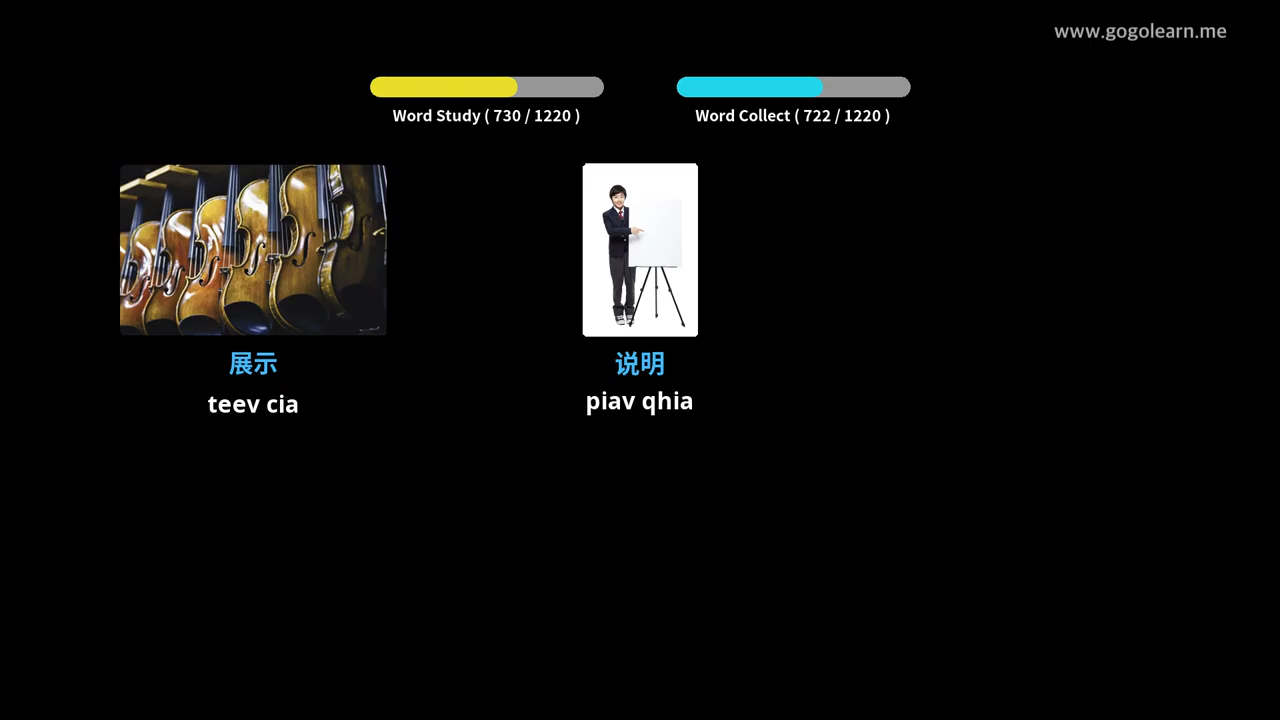 www.gogolearn.me
Word Study ( 730 / 1220 )
Word Collect ( 722 / 1220 )
展示
teev cia
说明
piav qhia